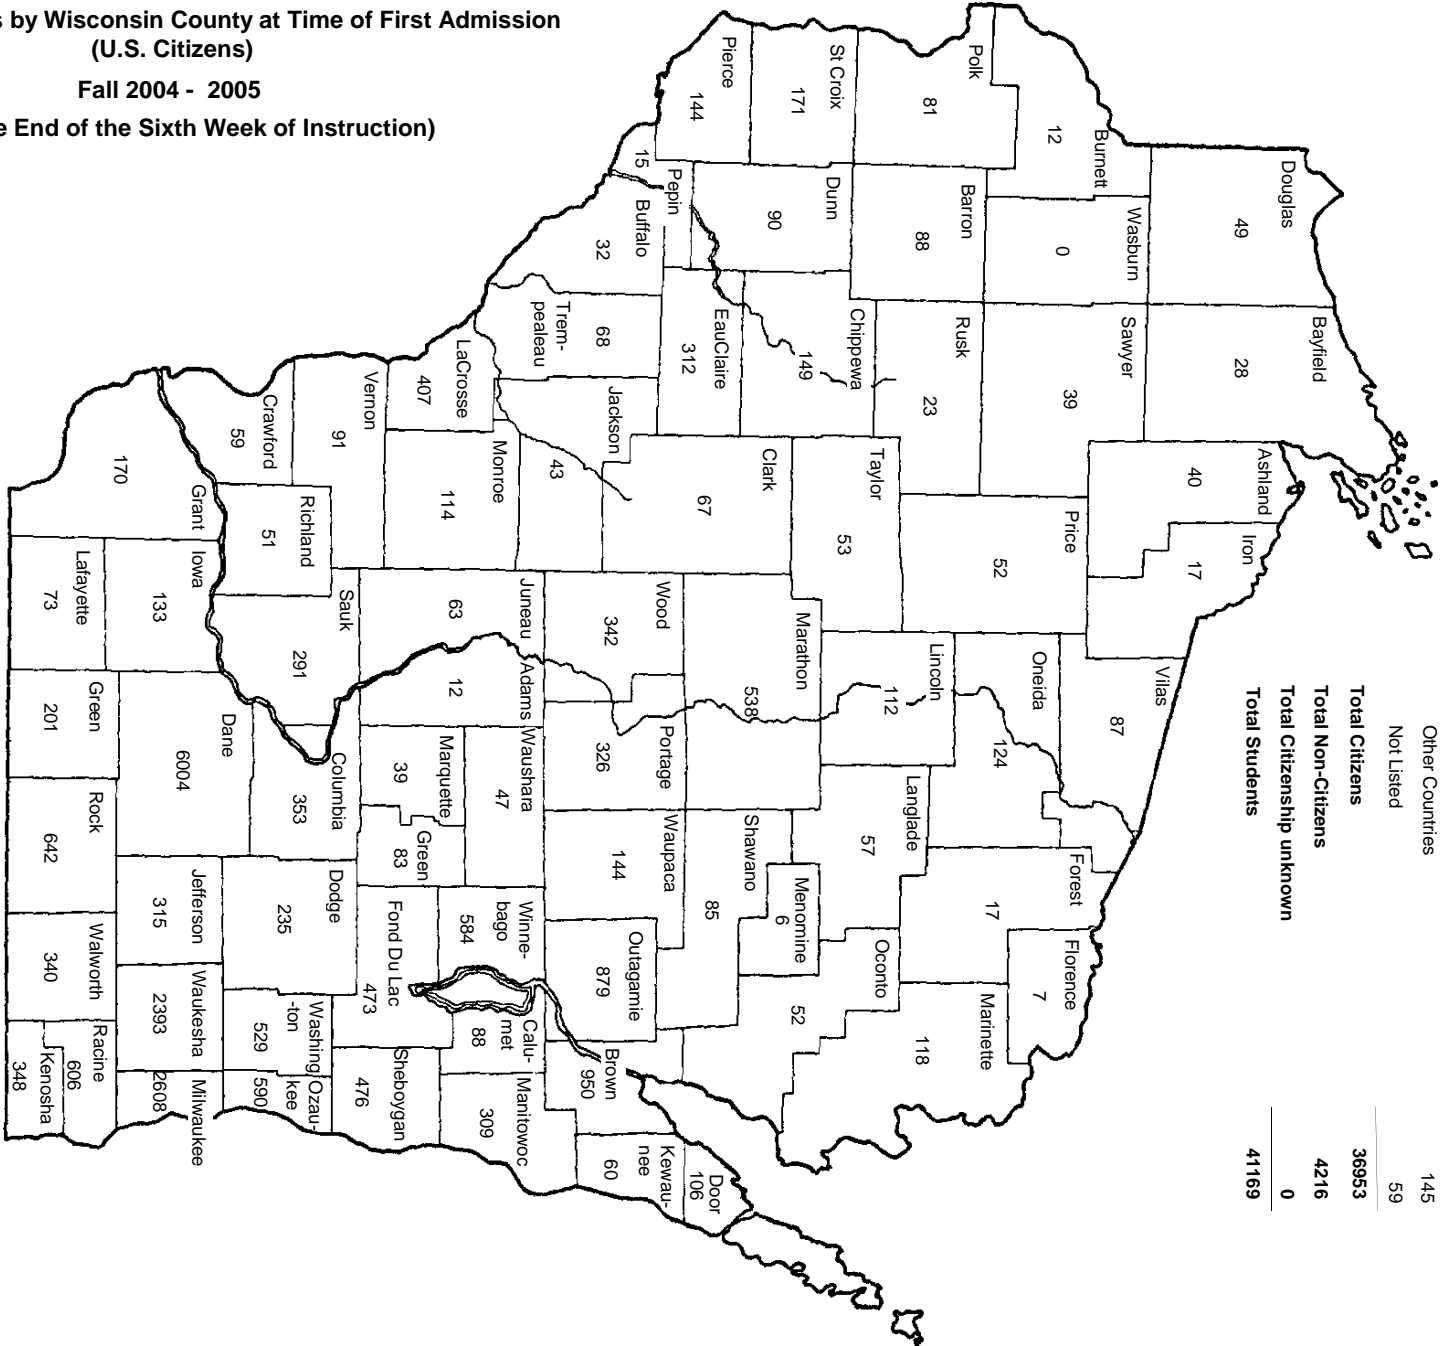 s by Wisconsin County at Time of First Admission
(U.S. Citizens)
Fall 2004 - 2005
e End of the Sixth Week of Instruction)
Other Countries 145
Not Listed 59
Total Citizens 36953
Total Non-Citizens 4216
Total Citizenship unknown 0
Total Students 41169
Douglas
49
Bayfield
28
Ashland
40
Iron
17
Vilas
87
Burnett
12
Wasburn
0
Sawyer
39
Price
52
Oneida
124
Forest
17
Florence
7
Marinette
118
Polk
81
Barron
88
Rusk
23
Taylor
53
Lincoln
112
Langlade
57
Oconto
52
Menomine
6
St Croix
171
Dunn
90
Chippewa
149
Clark
67
Marathon
538
Shawano
85
Pierce
144
Pepin
15
EauClaire
312
Buffalo
32
Trem-
pealeau
68
Jackson
43
Wood
342
Portage
326
Waupaca
144
Outagamie
879
Brown
950
Kewau-
nee
60
Door
106
LaCrosse
407
Monroe
114
Juneau
63
Adams
12
Waushara
47
Winne-
bago
584
Calu-
met
88
Manitowoc
309
Marquette
39
Green
83
Fond Du Lac
473
Sheboygan
476
Vernon
91
Crawford
59
Richland
51
Sauk
291
Columbia
353
Dodge
235
Washing
-ton
529
Ozau-
kee
590
Grant
170
Iowa
133
Dane
6004
Jefferson
315
Waukesha
2393
Milwaukee
2608
Lafayette
73
Green
201
Rock
642
Walworth
340
Racine
606
Kenosha
348